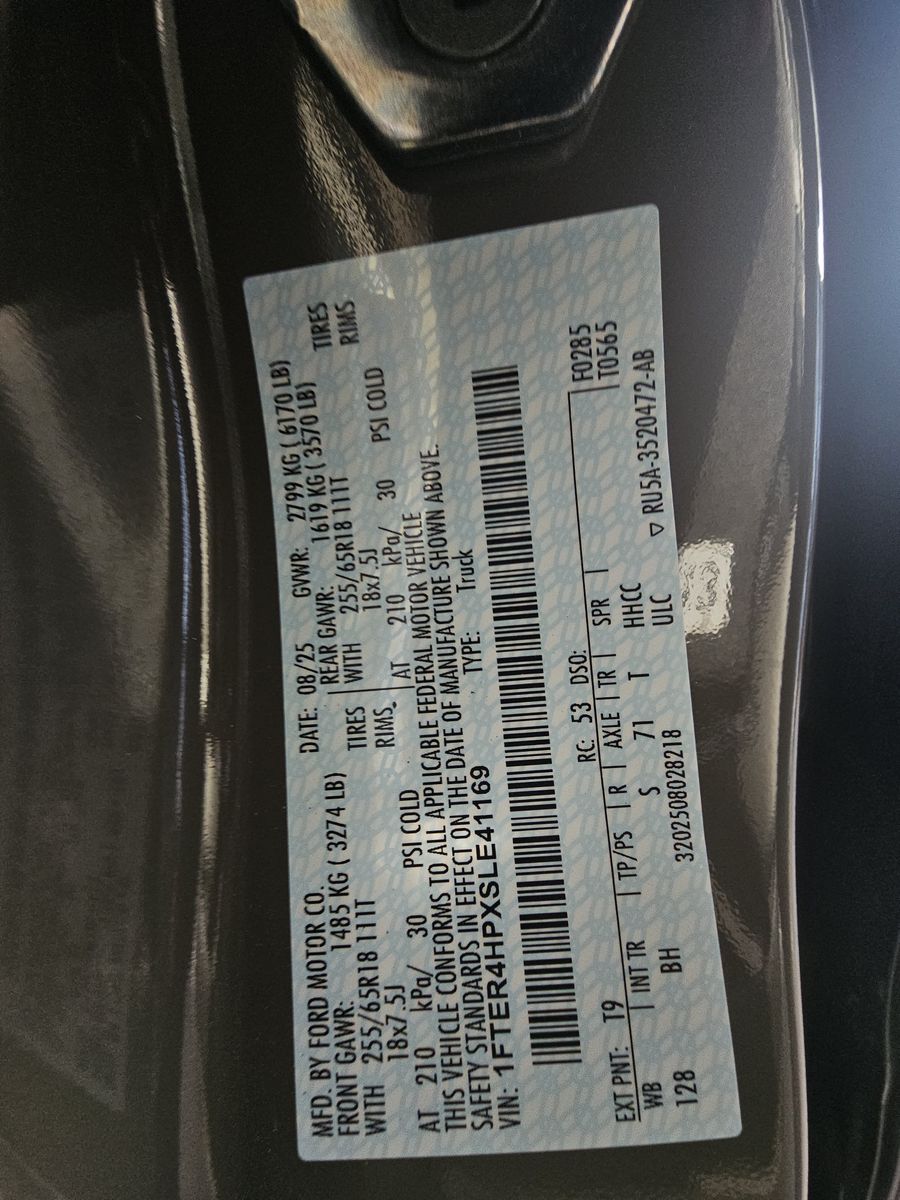 MFD. BY FORD MOTOR CO.
DATE: 08/25 GVWR: 2799 KG ( 6170 LB)
FRONT GAWR: 1485 KG ( 3274 LB)
REAR GAWR: 1619 KG ( 3570 LB)
WITH 255/65R18 111T TIRES
WITH 255/65R18 111T TIRES
18x7.5J RIMS
18x7.5J RIMS
AT 210 kPa/ 30 PSI COLD
AT 210 kPa/ 30 PSI COLD
THIS VEHICLE CONFORMS TO ALL APPLICABLE FEDERAL MOTOR VEHICLE
SAFETY STANDARDS IN EFFECT ON THE DATE OF MANUFACTURE SHOWN ABOVE.
VIN: 1FTER4HPXSLE41169 TYPE: Truck
EXT PNT: T9 RC: 53 DSO: F0285
WB INT TR TP/PS R AXLE TR SPR T0565
128 BH S 71 T HHCC
ULC
3202508028218 ▽ RU5A-3520472-AB